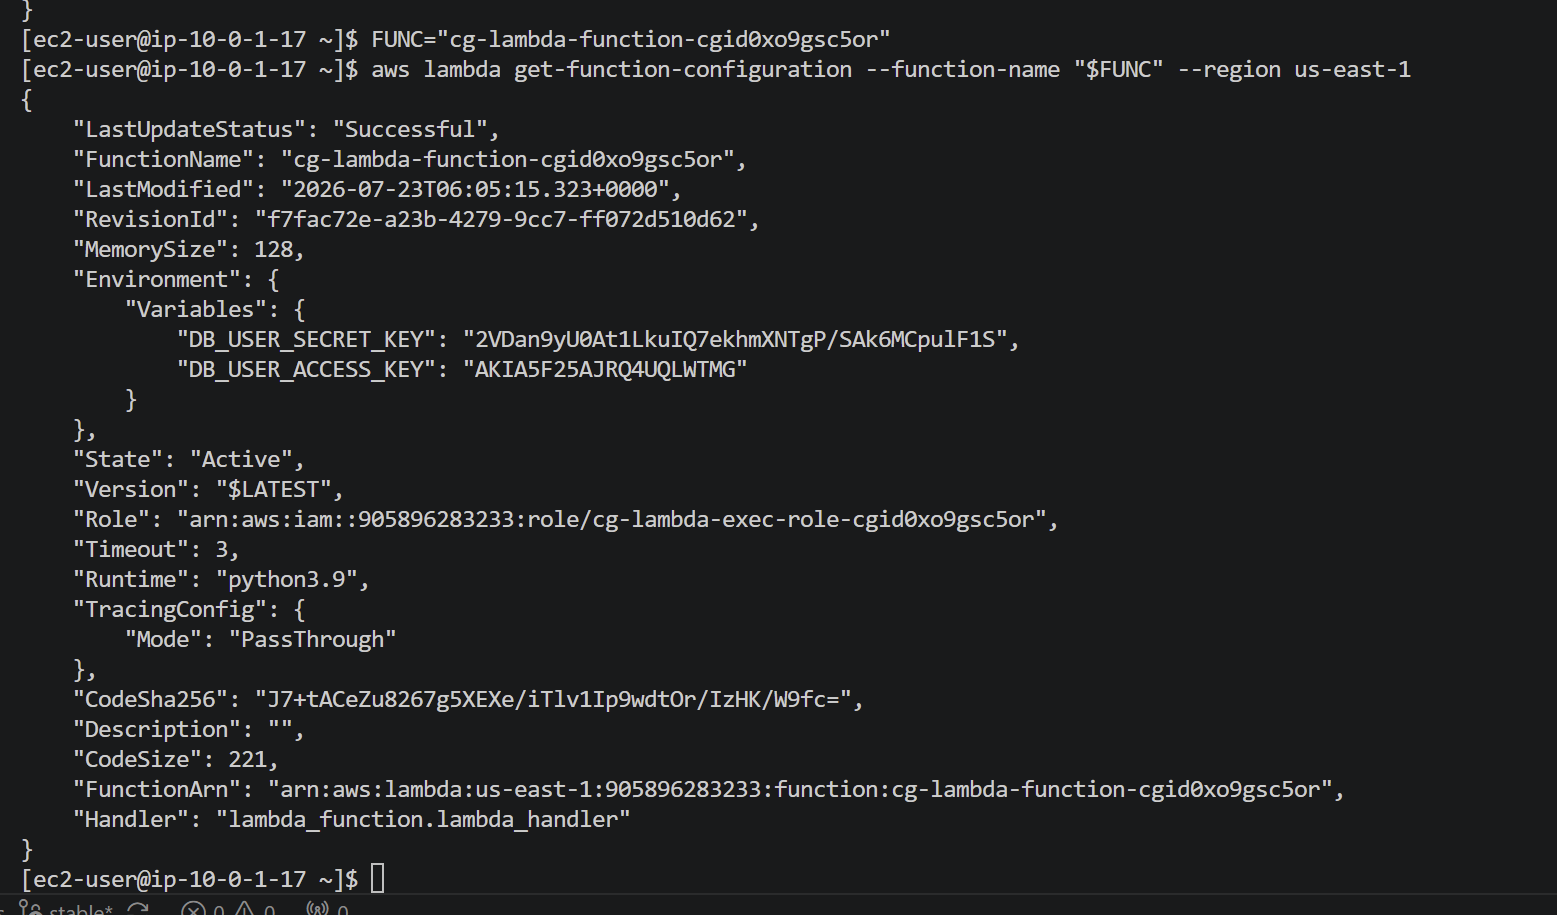 }
[ec2-user@ip-10-0-1-17 ~]$ FUNC="cg-lambda-function-cgid0xo9gsc5or"
[ec2-user@ip-10-0-1-17 ~]$ aws lambda get-function-configuration --function-name "$FUNC" --region us-east-1
{
    "LastUpdateStatus": "Successful",
    "FunctionName": "cg-lambda-function-cgid0xo9gsc5or",
    "LastModified": "2026-07-23T06:05:15.323+0000",
    "RevisionId": "f7fac72e-a23b-4279-9cc7-ff072d510d62",
    "MemorySize": 128,
    "Environment": {
        "Variables": {
            "DB_USER_SECRET_KEY": "2VDan9yU0At1LkuIQ7ekhmXNTgP/SAk6MCpulF1S",
            "DB_USER_ACCESS_KEY": "AKIA5F25AJRQ4UQLWTMG"
        }
    },
    "State": "Active",
    "Version": "$LATEST",
    "Role": "arn:aws:iam::905896283233:role/cg-lambda-exec-role-cgid0xo9gsc5or",
    "Timeout": 3,
    "Runtime": "python3.9",
    "TracingConfig": {
        "Mode": "PassThrough"
    },
    "CodeSha256": "J7+tACeZu8267g5XEXe/iTlv1Ip9wdtOr/IzHK/W9fc=",
    "Description": "",
    "CodeSize": 221,
    "FunctionArn": "arn:aws:lambda:us-east-1:905896283233:function:cg-lambda-function-cgid0xo9gsc5or",
    "Handler": "lambda_function.lambda_handler"
}
[ec2-user@ip-10-0-1-17 ~]$
stable* 0 0 0